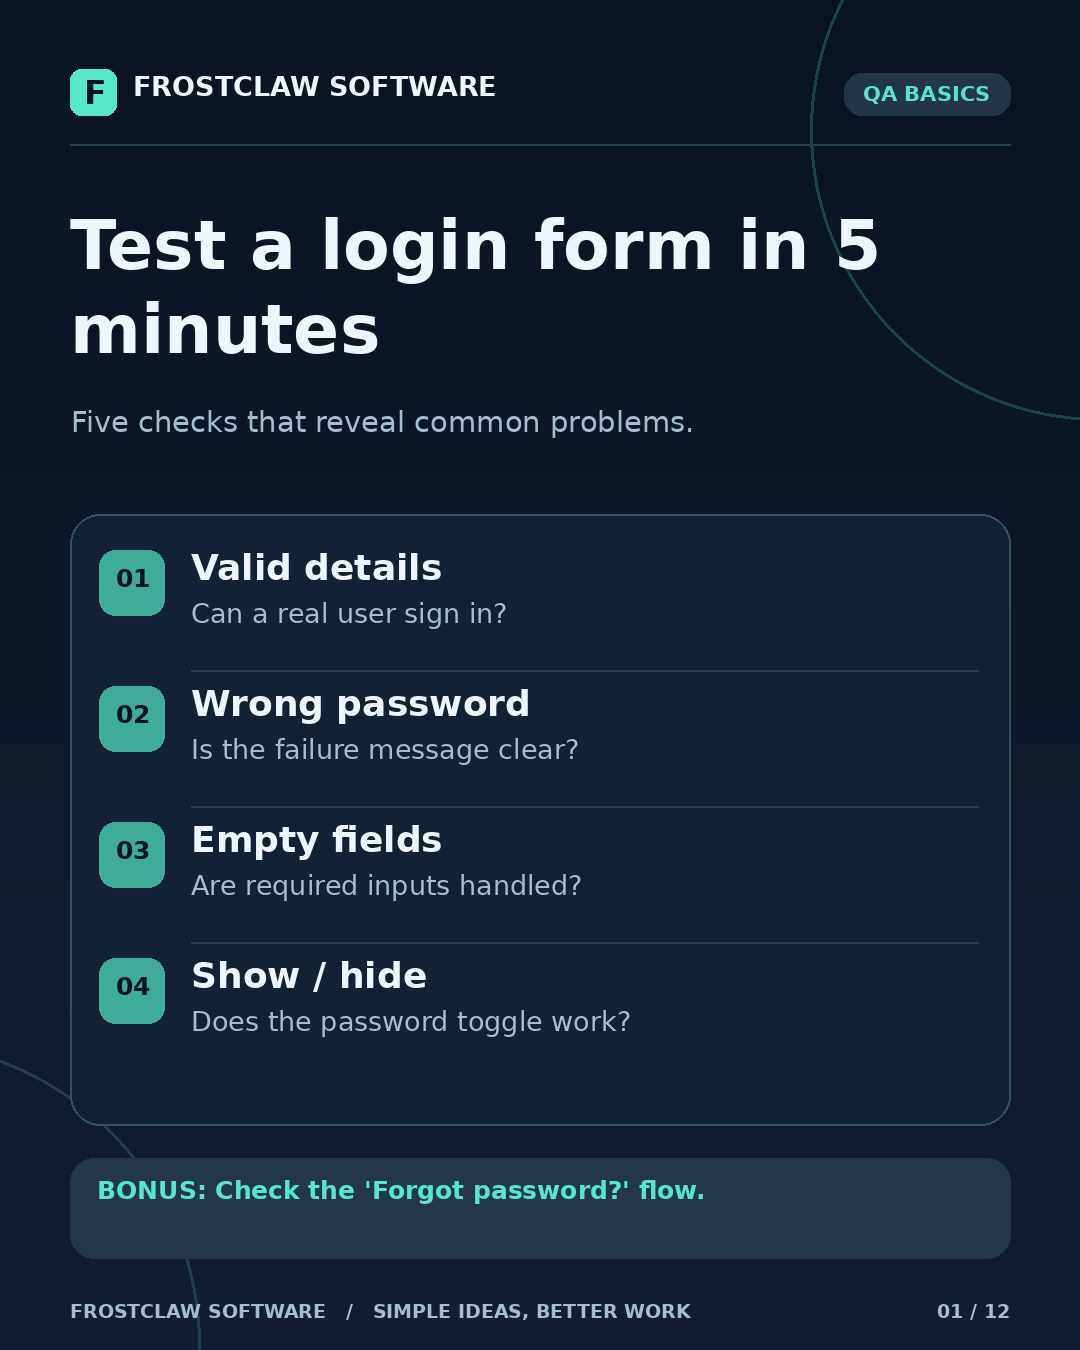 F FROSTCLAW SOFTWARE
QA BASICS
Test a login form in 5
minutes
Five checks that reveal common problems.
01 Valid details
Can a real user sign in?
02 Wrong password
Is the failure message clear?
03 Empty fields
Are required inputs handled?
04 Show / hide
Does the password toggle work?
BONUS: Check the 'Forgot password?' flow.
FROSTCLAW SOFTWARE / SIMPLE IDEAS, BETTER WORK
01 / 12